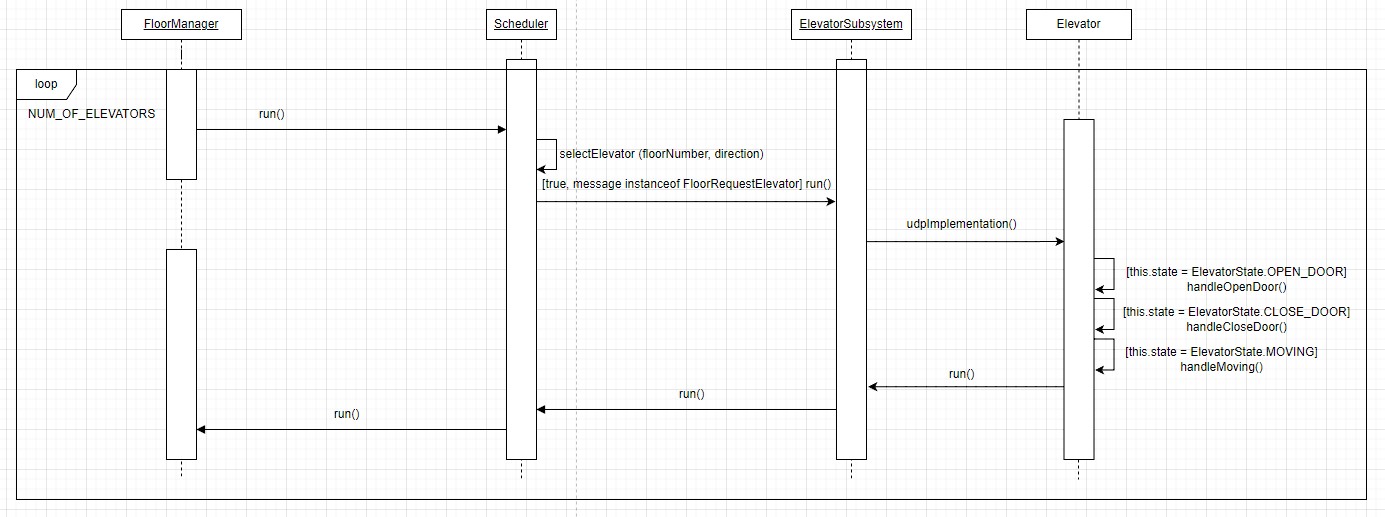 FloorManager
Scheduler
ElevatorSubsystem
Elevator
loop
NUM_OF_ELEVATORS
run()
selectElevator (floorNumber, direction)
[true, message instanceof FloorRequestElevator] run()
udpImplementation()
[this.state = ElevatorState.OPEN_DOOR]
handleOpenDoor()
[this.state = ElevatorState.CLOSE_DOOR]
handleCloseDoor()
[this.state = ElevatorState.MOVING]
handleMoving()
run()
run()
run()